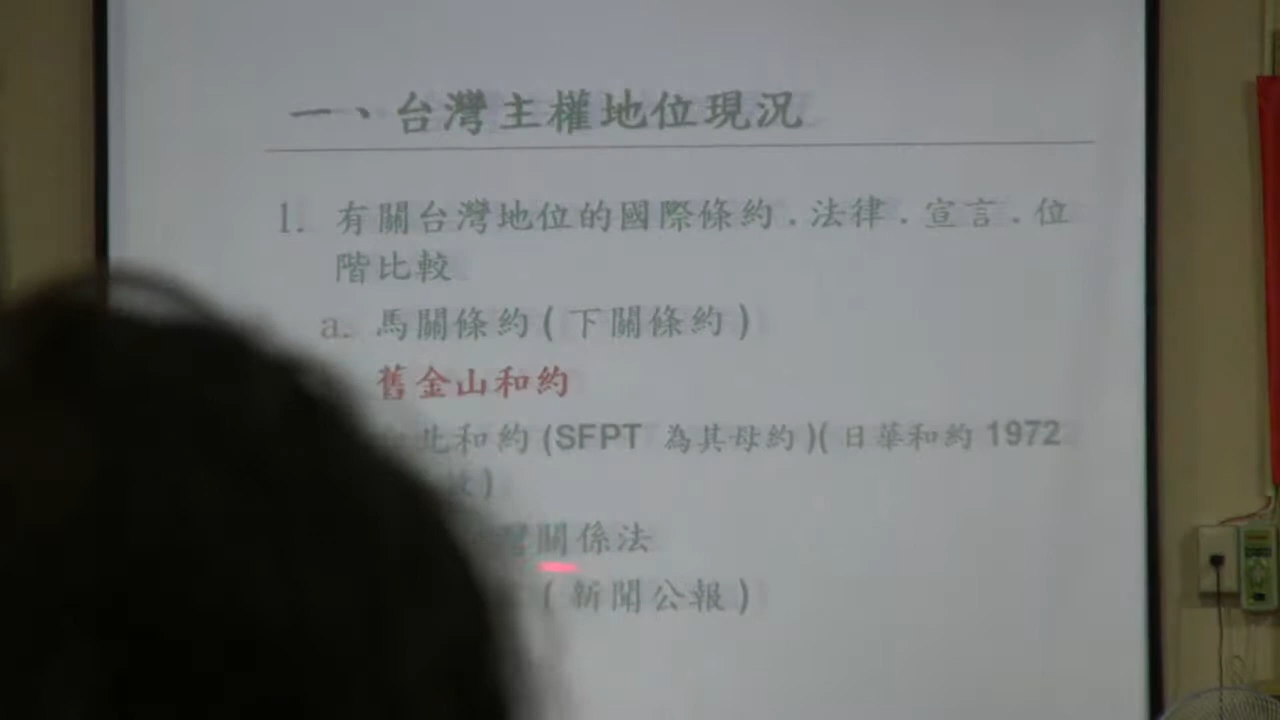 一、台灣主權地位現況
1. 有關台灣地位的國際條約.法律.宣言.位
階比較
a. 馬關條約(下關條約)
舊金山和約
北和約(SFPT 為其母約)(日華和約 1972
)
關係法
(新聞公報)